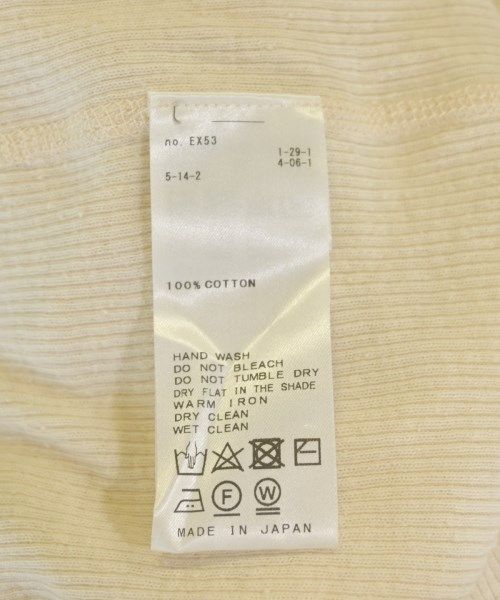 no. EX53
1-29-1
5-14-2 4-06-1
100% COTTON
HAND WASH
DO NOT BLEACH
DO NOT TUMBLE DRY
DRY FLAT IN THE SHADE
WARM IRON
DRY CLEAN
WET CLEAN
F W
MADE IN JAPAN